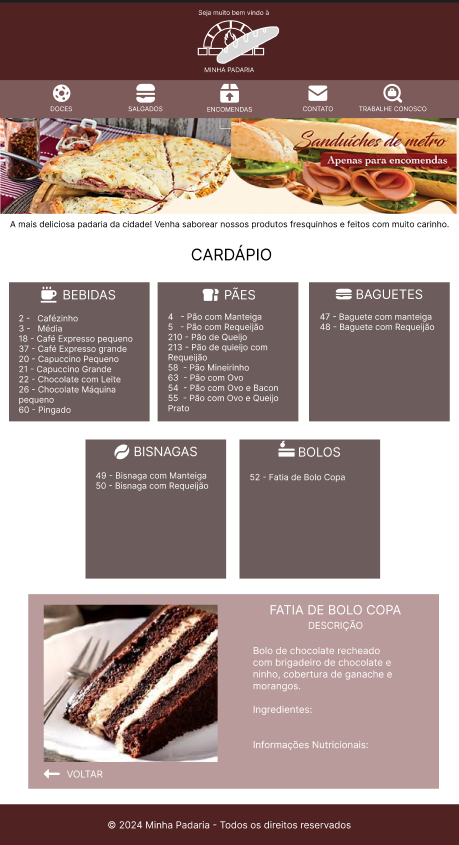 Seja muito bem vindo à
MINHA PADARIA
DOCES
SALGADOS
ENCOMENDAS
CONTATO
TRABALHE CONOSCO
Sanduíches de metro
Apenas para encomendas
A mais deliciosa padaria da cidade! Venha saborear nossos produtos fresquinhos e feitos com muito carinho.
CARDÁPIO
BEBIDAS
2 - Cafézinho
3 - Média
18 - Café Expresso pequeno
37 - Café Expresso grande
20 - Capuccino Pequeno
21 - Capuccino Grande
22 - Chocolate com Leite
26 - Chocolate Máquina
pequeno
60 - Pingado
PÃES
4 - Pão com Manteiga
5 - Pão com Requeijão
210 - Pão de Queijo
213 - Pão de quieijo com
Requeijão
58 - Pão Mineirinho
63 - Pão com Ovo
54 - Pão com Ovo e Bacon
55 - Pão com Ovo e Queijo
Prato
BAGUETES
47 - Baguete com manteiga
48 - Baguete com Requeijão
BISNAGAS
49 - Bisnaga com Manteiga
50 - Bisnaga com Requeijão
BOLOS
52 - Fatia de Bolo Copa
FATIA DE BOLO COPA
DESCRIÇÃO
Bolo de chocolate recheado
com brigadeiro de chocolate e
ninho, cobertura de ganache e
morangos.
Ingredientes:
Informações Nutricionais:
VOLTAR
© 2024 Minha Padaria - Todos os direitos reservados